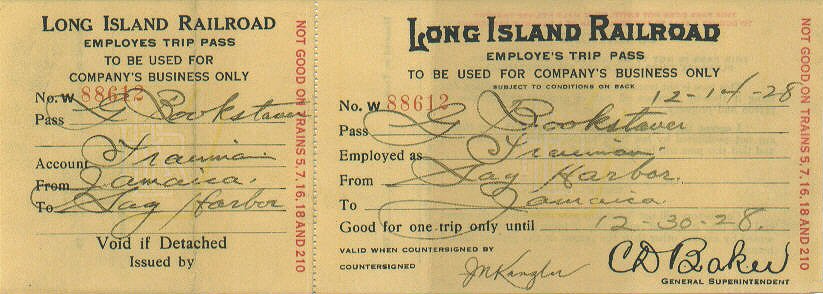 LONG ISLAND RAILROAD
EMPLOYES TRIP PASS
TO BE USED FOR
COMPANY'S BUSINESS ONLY
No. W 88612
Pass G Bookstaver
Account Trainman
From Jamaica.
To Sag Harbor
Void if Detached
Issued by
NOT GOOD ON TRAINS 5, 7, 16, 18 AND 210
LONG ISLAND RAILROAD
EMPLOYE'S TRIP PASS
TO BE USED FOR COMPANY'S BUSINESS ONLY
SUBJECT TO CONDITIONS ON BACK
12-14-28
No. W 88612
Pass G Bookstaver
Employed as Trainman.
From Sag Harbor.
To Jamaica.
Good for one trip only until 12-30-28.
VALID WHEN COUNTERSIGNED BY
COUNTERSIGNED
CD Baker
GENERAL SUPERINTENDENT
NOT GOOD ON TRAINS 5, 7, 16, 18 AND 210